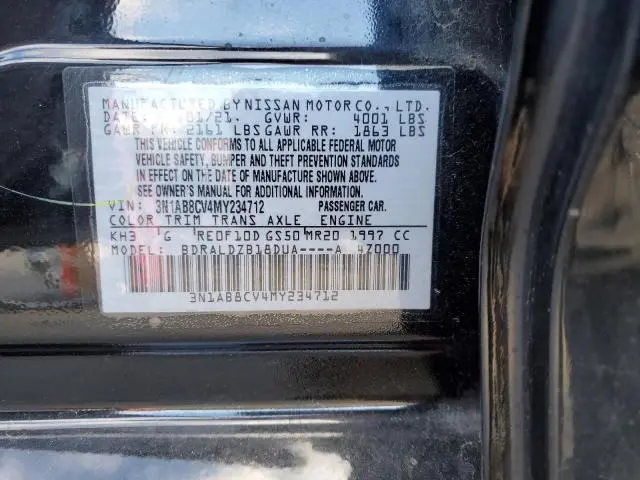 MANUFACTURED BY NISSAN MOTOR CO., LTD.
DATE: 01/21. GVWR: 4001 LBS
GAWR FR: 2161 LBS GAWR RR: 1863 LBS
THIS VEHICLE CONFORMS TO ALL APPLICABLE FEDERAL MOTOR
VEHICLE SAFETY, BUMPER AND THEFT PREVENTION STANDARDS
IN EFFECT ON THE DATE OF MANUFACTURE SHOWN ABOVE.
SEE OWNER'S MANUAL FOR ADDITIONAL INFORMATION.
VIN: 3N1AB8CV4MY234712 PASSENGER CAR.
COLOR TRIM TRANS AXLE ENGINE
KH3 G RE0F10D GS50 MR20 1997 CC
MODEL: BDRALDZB18DUA----A 4Z000
3N1AB8CV4MY234712